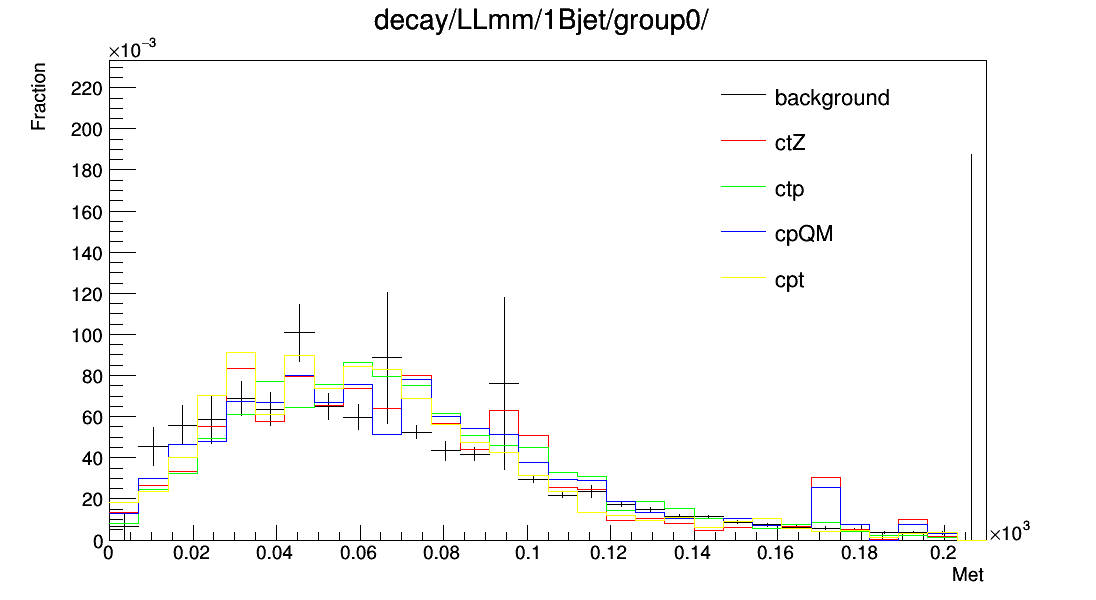 decay/LLmm/1Bjet/group0/
×10⁻³
Fraction
220
200
180
160
140
120
100
80
60
40
20
0
background
ctZ
ctp
cpQM
cpt
0 0.02 0.04 0.06 0.08 0.1 0.12 0.14 0.16 0.18 0.2
×10³
Met